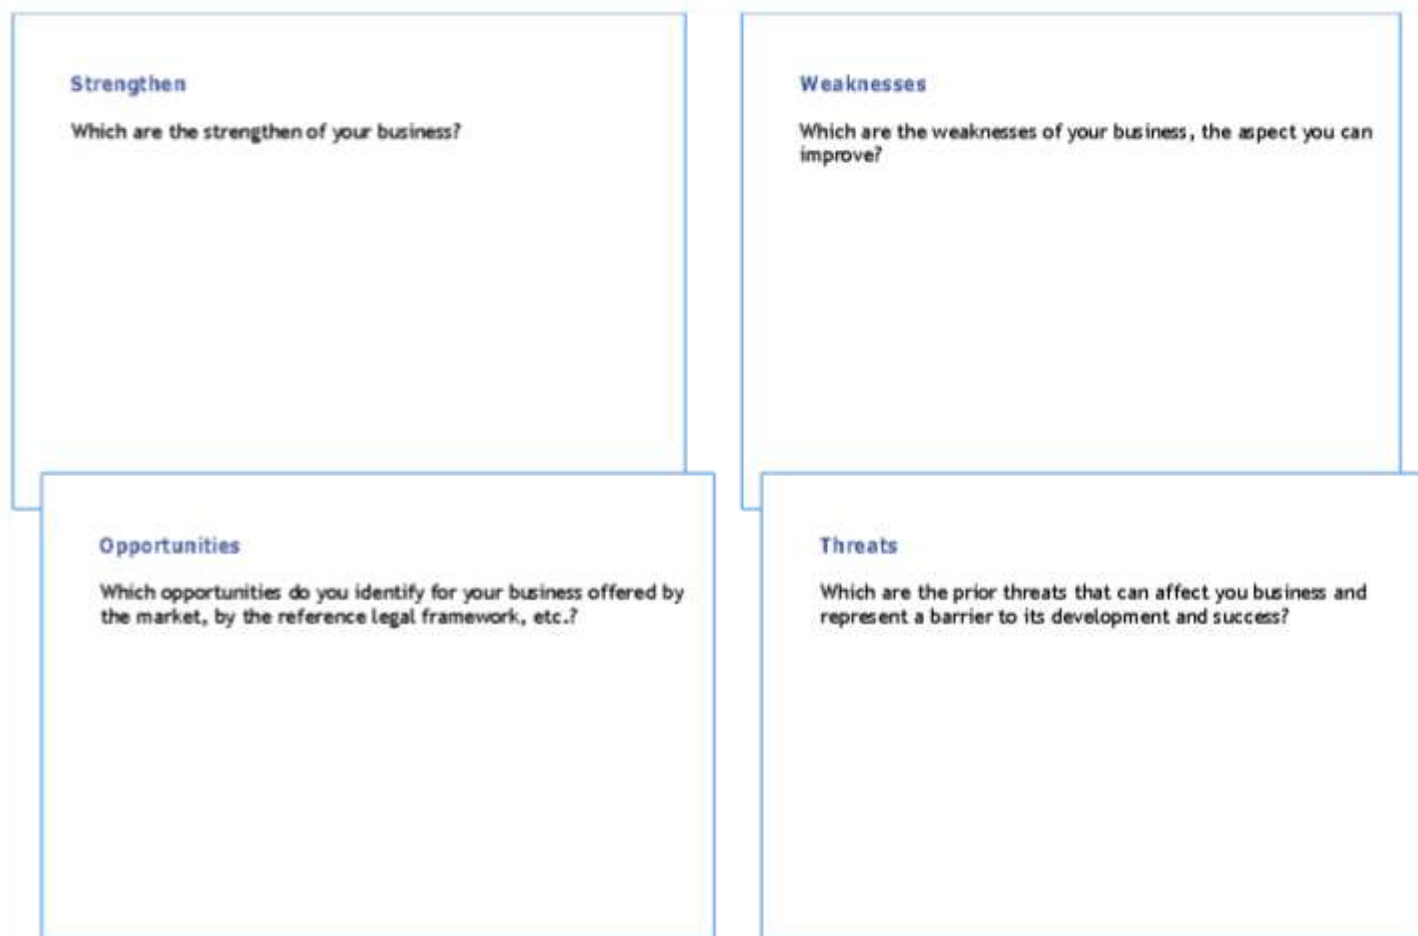 Strengthen
Which are the strengthen of your business?
Weaknesses
Which are the weaknesses of your business, the aspect you can
improve?
Opportunities
Which opportunities do you identify for your business offered by
the market, by the reference legal framework, etc.?
Threats
Which are the prior threats that can affect you business and
represent a barrier to its development and success?